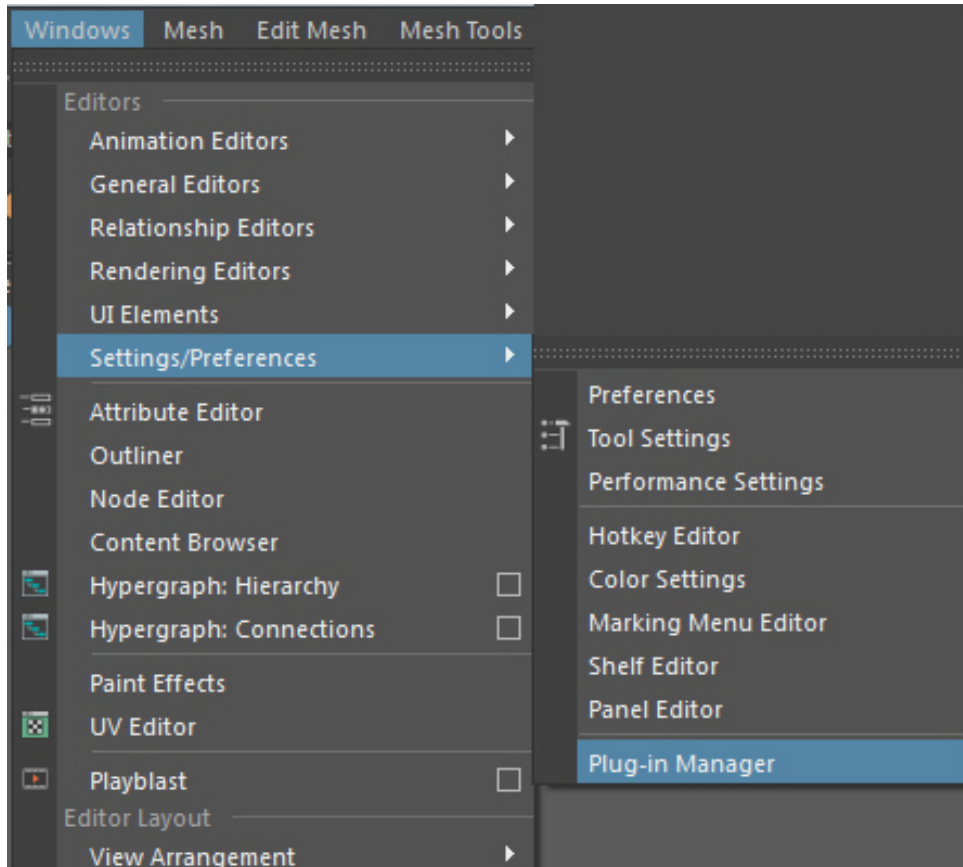 Windows Mesh Edit Mesh Mesh Tools
Editors
Animation Editors
General Editors
Relationship Editors
Rendering Editors
UI Elements
Settings/Preferences
Attribute Editor
Outliner
Node Editor
Content Browser
Hypergraph: Hierarchy
Hypergraph: Connections
Paint Effects
UV Editor
Playblast
Editor Layout
View Arrangement
Preferences
Tool Settings
Performance Settings
Hotkey Editor
Color Settings
Marking Menu Editor
Shelf Editor
Panel Editor
Plug-in Manager